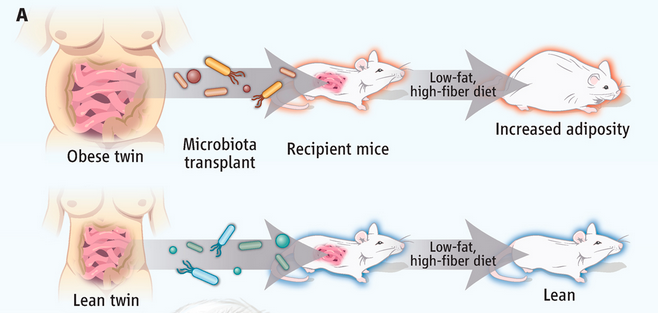 A
Obese twin
Microbiota
transplant
Recipient mice
Low-fat,
high-fiber diet
Increased adiposity
Lean twin
Low-fat,
high-fiber diet
Lean